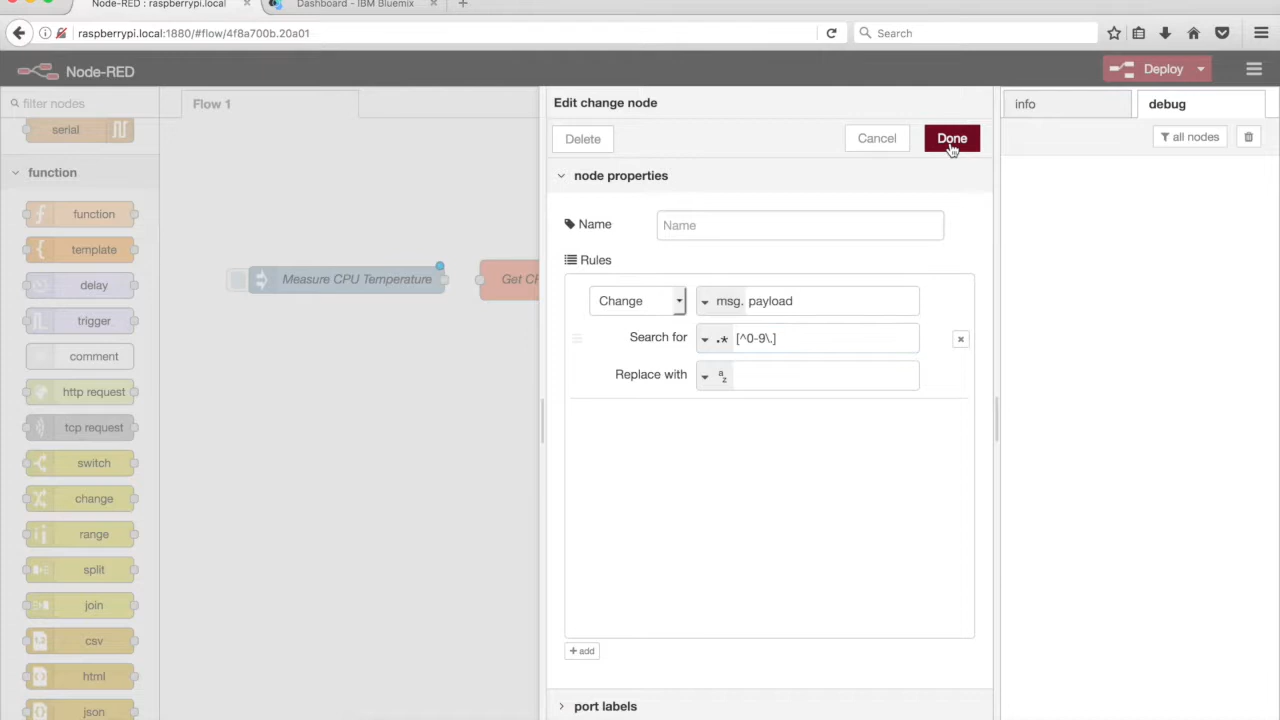 Node-RED : raspberrypi.local
Dashboard - IBM Bluemix
raspberrypi.local:1880/#flow/4f8a700b.20a01
Search
Node-RED
Deploy
filter nodes
Flow 1
Edit change node
info
debug
serial
Delete
Cancel
Done
all nodes
function
node properties
function
Name
Name
template
Rules
Measure CPU Temperature
delay
Change
msg. payload
trigger
Search for
.*
[^0-9\.]
comment
Replace with
a
z
http request
tcp request
switch
change
range
split
join
csv
add
html
port labels
json